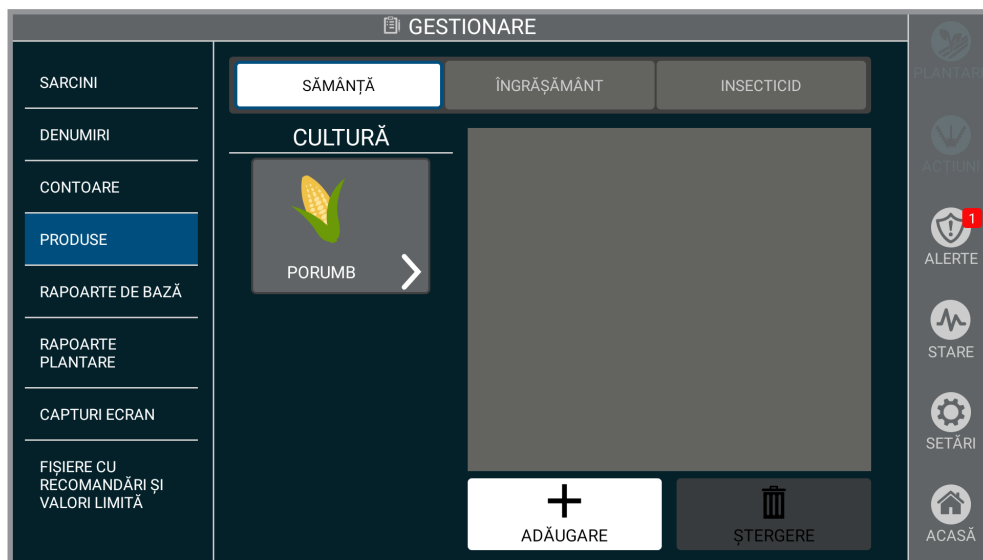 GESTIONARE
SARCINI
DENUMIRI
CONTOARE
PRODUSE
RAPOARTE DE BAZĂ
RAPOARTE
PLANTARE
CAPTURI ECRAN
FIȘIERE CU
RECOMANDĂRI ȘI
VALORI LIMITĂ
SĂMÂNȚĂ
ÎNGRĂȘĂMÂNT
INSECTICID
CULTURĂ
PORUMB
ADĂUGARE
ȘTERGERE
PLANTARE
ACȚIUNI
1
ALERTE
STARE
SETĂRI
ACASĂ